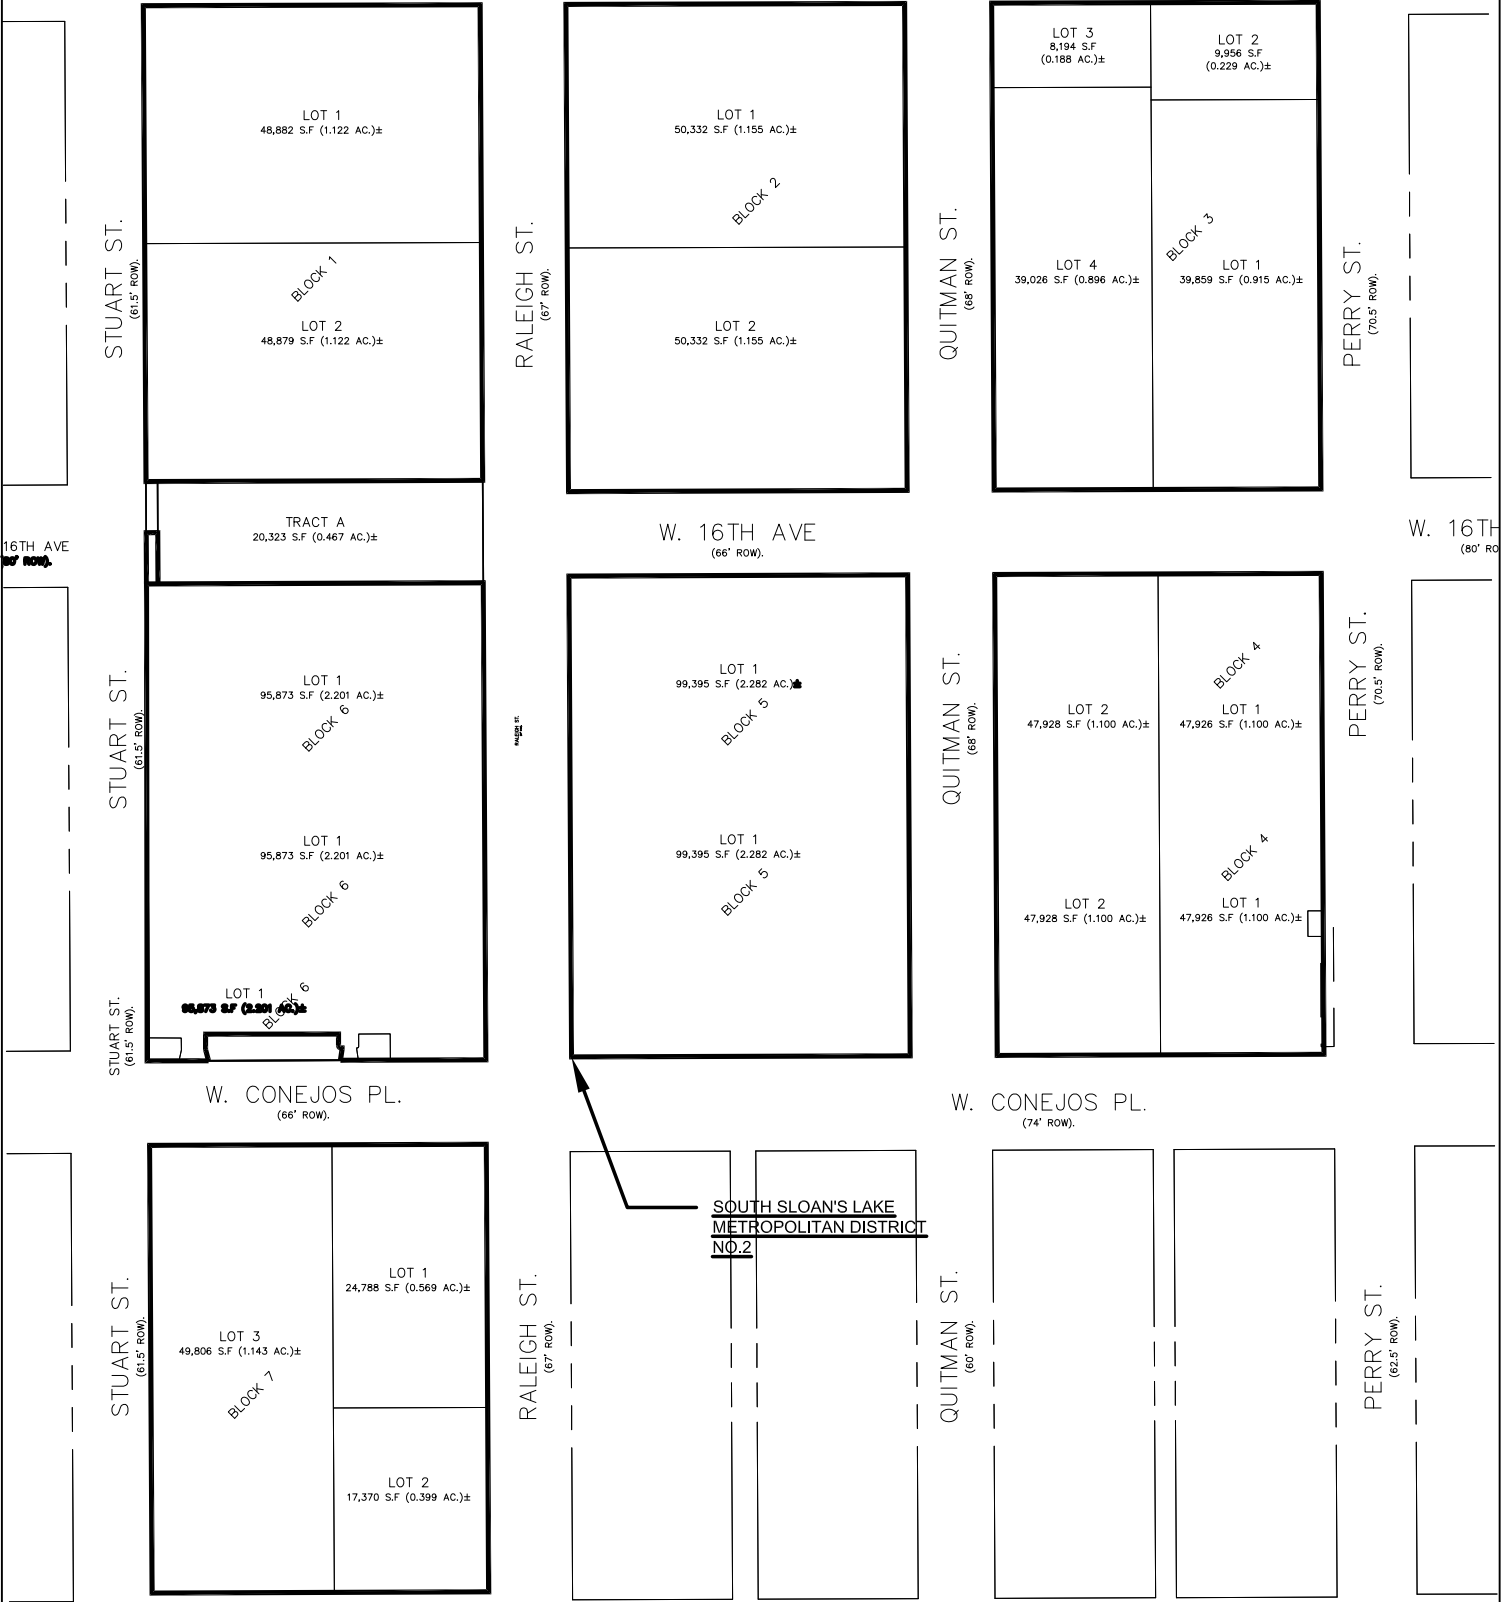 LOT 1
48,882 S.F (1.122 AC.)±
LOT 1
50,332 S.F (1.155 AC.)±
LOT 3
8,194 S.F
(0.188 AC.)±
LOT 2
9,956 S.F
(0.229 AC.)±
STUART ST.
(61.5' ROW).
BLOCK 1
LOT 2
48,879 S.F (1.122 AC.)±
RALEIGH ST.
(67' ROW).
BLOCK 2
LOT 2
50,332 S.F (1.155 AC.)±
QUITMAN ST.
(68' ROW).
LOT 4
39,026 S.F (0.896 AC.)±
BLOCK 3
LOT 1
39,859 S.F (0.915 AC.)±
PERRY ST.
(70.5' ROW).
16TH AVE
(80' ROW).
TRACT A
20,323 S.F (0.467 AC.)±
W. 16TH AVE
(66' ROW).
W. 16TH
(80' RO
STUART ST.
(61.5' ROW).
LOT 1
95,873 S.F (2.201 AC.)±
BLOCK 6
RALEIGH ST.
LOT 1
99,395 S.F (2.282 AC.)±
BLOCK 5
QUITMAN ST.
(68' ROW).
LOT 2
47,928 S.F (1.100 AC.)±
BLOCK 4
LOT 1
47,926 S.F (1.100 AC.)±
PERRY ST.
(70.5' ROW).
LOT 1
95,873 S.F (2.201 AC.)±
BLOCK 6
LOT 1
99,395 S.F (2.282 AC.)±
BLOCK 5
LOT 2
47,928 S.F (1.100 AC.)±
BLOCK 4
LOT 1
47,926 S.F (1.100 AC.)±
STUART ST.
(61.5' ROW).
LOT 1
95,873 S.F (2.201 AC.)±
BLOCK 6
W. CONEJOS PL.
(66' ROW).
W. CONEJOS PL.
(74' ROW).
SOUTH SLOAN'S LAKE
METROPOLITAN DISTRICT
NO.2
STUART ST.
(61.5' ROW).
LOT 3
49,806 S.F (1.143 AC.)±
BLOCK 7
LOT 1
24,788 S.F (0.569 AC.)±
LOT 2
17,370 S.F (0.399 AC.)±
RALEIGH ST.
(67' ROW).
QUITMAN ST.
(60' ROW).
PERRY ST.
(62.5' ROW).